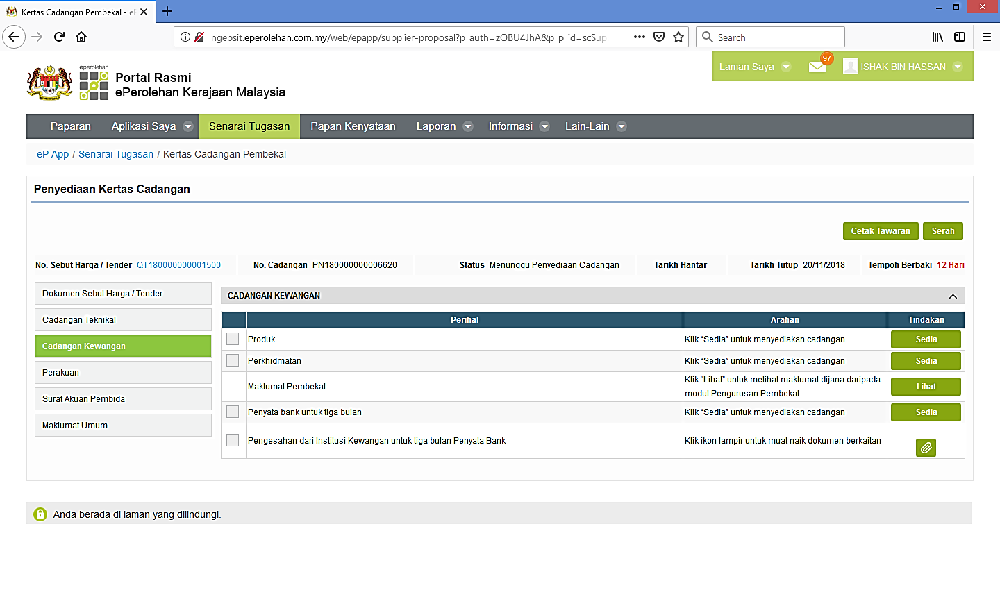 Kertas Cadangan Pembekal - eP
ngepsit.eperolehan.com.my/web/epapp/supplier-proposal?p_auth=zOBU4JhA&p_p_id=scSupp
Search
Laman Saya
97
ISHAK BIN HASSAN
eperolehan
Portal Rasmi
ePerolehan Kerajaan Malaysia
Paparan Aplikasi Saya Senarai Tugasan Papan Kenyataan Laporan Informasi Lain-Lain
eP App / Senarai Tugasan / Kertas Cadangan Pembekal
Penyediaan Kertas Cadangan
Cetak Tawaran Serah
No. Sebut Harga / Tender QT180000000001500 No. Cadangan PN180000000006620 Status Menunggu Penyediaan Cadangan Tarikh Hantar Tarikh Tutup 20/11/2018 Tempoh Berbaki 12 Hari
Dokumen Sebut Harga / Tender
Cadangan Teknikal
Cadangan Kewangan
Perakuan
Surat Akuan Pembida
Maklumat Umum
CADANGAN KEWANGAN
Perihal Arahan Tindakan
Produk Klik “Sedia” untuk menyediakan cadangan Sedia
Perkhidmatan Klik “Sedia” untuk menyediakan cadangan Sedia
Maklumat Pembekal Klik “Lihat” untuk melihat maklumat dijana daripada
modul Pengurusan Pembekal Lihat
Penyata bank untuk tiga bulan Klik “Sedia” untuk menyediakan cadangan Sedia
Pengesahan dari Institusi Kewangan untuk tiga bulan Penyata Bank Klik ikon lampir untuk muat naik dokumen berkaitan
Anda berada di laman yang dilindungi.